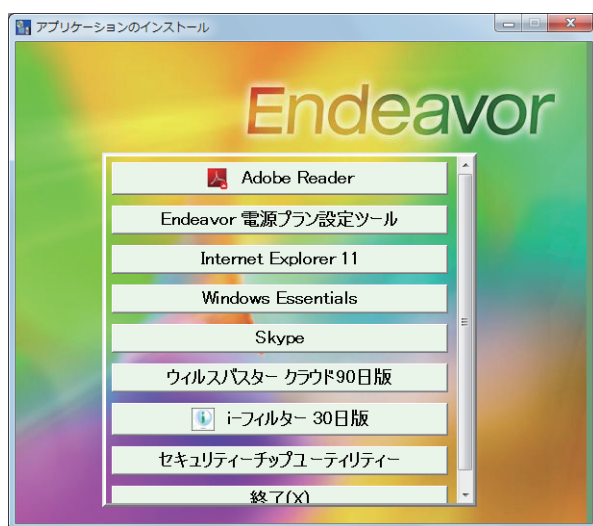 アプリケーションのインストール
Endeavor
Adobe Reader
Endeavor 電源プラン設定ツール
Internet Explorer 11
Windows Essentials
Skype
ウィルスバスター クラウド90日版
i-フィルター 30日版
セキュリティーチップユーティリティー
終了(X)